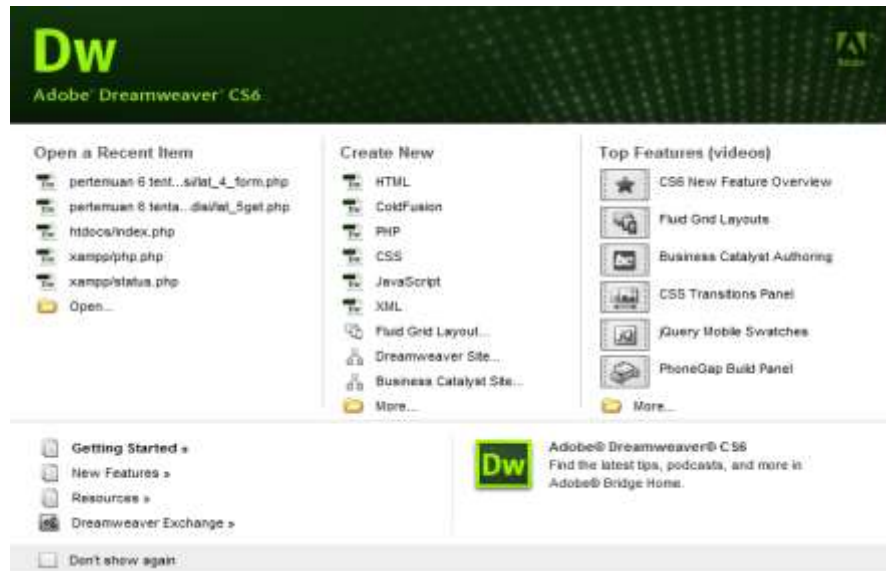 Dw
Adobe® Dreamweaver® CS6
Adobe
Open a Recent Item
pertemuan 6 tent...si/lat_4_form.php
pertemuan 6 tenta...disi/lat_5get.php
htdocs/index.php
xampp/php.php
xampp/status.php
Open...
Create New
HTML
ColdFusion
PHP
CSS
JavaScript
XML
Fluid Grid Layout...
Dreamweaver Site...
Business Catalyst Site...
More...
Top Features (videos)
CS6 New Feature Overview
Fluid Grid Layouts
Business Catalyst Authoring
CSS Transitions Panel
jQuery Mobile Swatches
PhoneGap Build Panel
More...
Getting Started »
New Features »
Resources »
Dreamweaver Exchange »
Dw
Adobe® Dreamweaver® CS6
Find the latest tips, podcasts, and more in
Adobe® Bridge Home.
Don't show again